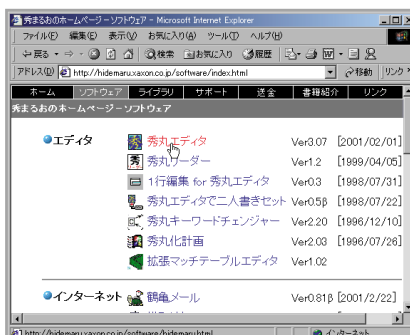 秀まるおのホームページ-ソフトウェア - Microsoft Internet Explorer
ファイル(F) 編集(E) 表示(V) お気に入り(A) ツール(T) ヘルプ(H)
戻る 検索 お気に入り 履歴
アドレス(D) http://hidemaru.xaxon.co.jp/software/index.html 移動 リンク
ホーム ソフトウェア ライブラリ サポート 送金 書籍紹介 リンク
秀まるおのホームページ-ソフトウェア
エディタ 秀丸エディタ Ver3.07 [2001/02/01]
秀丸リーダー Ver1.2 [1999/04/05]
1行編集 for 秀丸エディタ Ver0.3 [1998/07/31]
秀丸エディタで二人書きセット Ver0.5β [1998/07/22]
秀丸キーワードチェンジャー Ver2.20 [1996/12/10]
秀丸化計画 Ver2.03 [1996/07/26]
拡張マッチテーブルエディタ Ver1.02
インターネット 鶴亀メール Ver0.81β [2001/2/22]
http://hidemaru.xaxon.co.jp/software/hidemaru.html インターネット